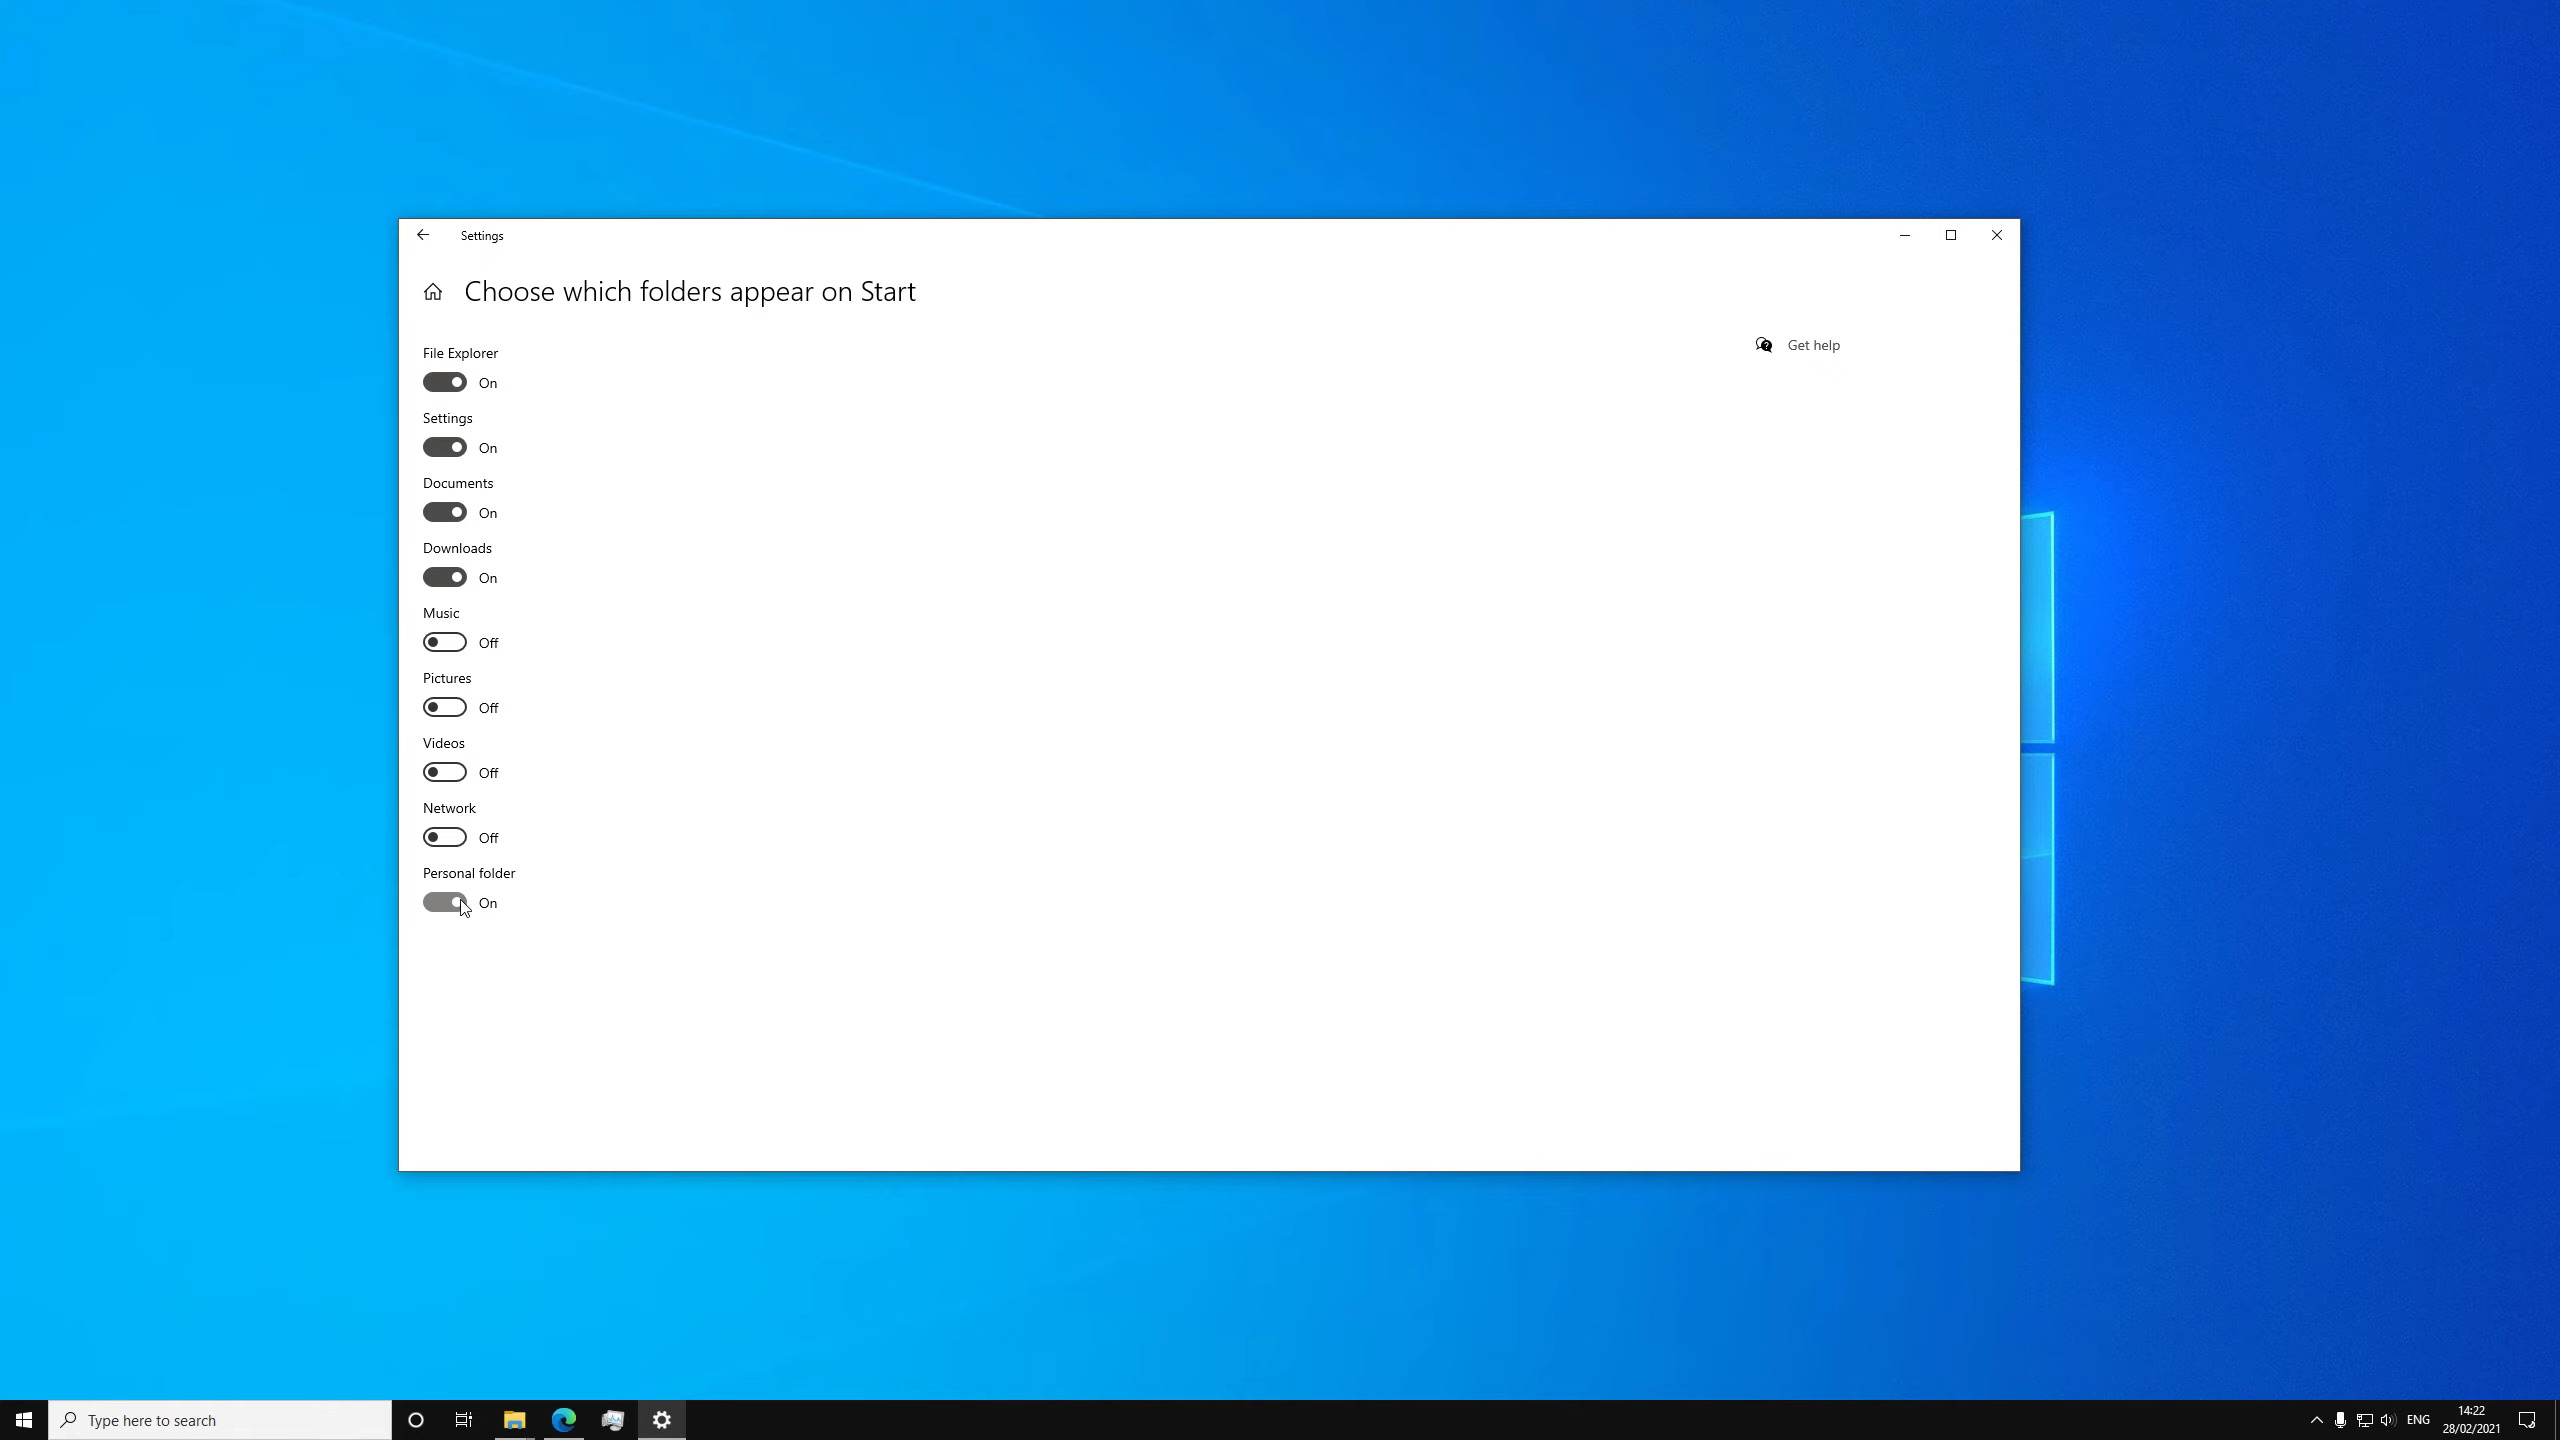 Settings
Choose which folders appear on Start
Get help
File Explorer
On
Settings
On
Documents
On
Downloads
On
Music
Off
Pictures
Off
Videos
Off
Network
Off
Personal folder
On
Type here to search
ENG
14:22
28/02/2021